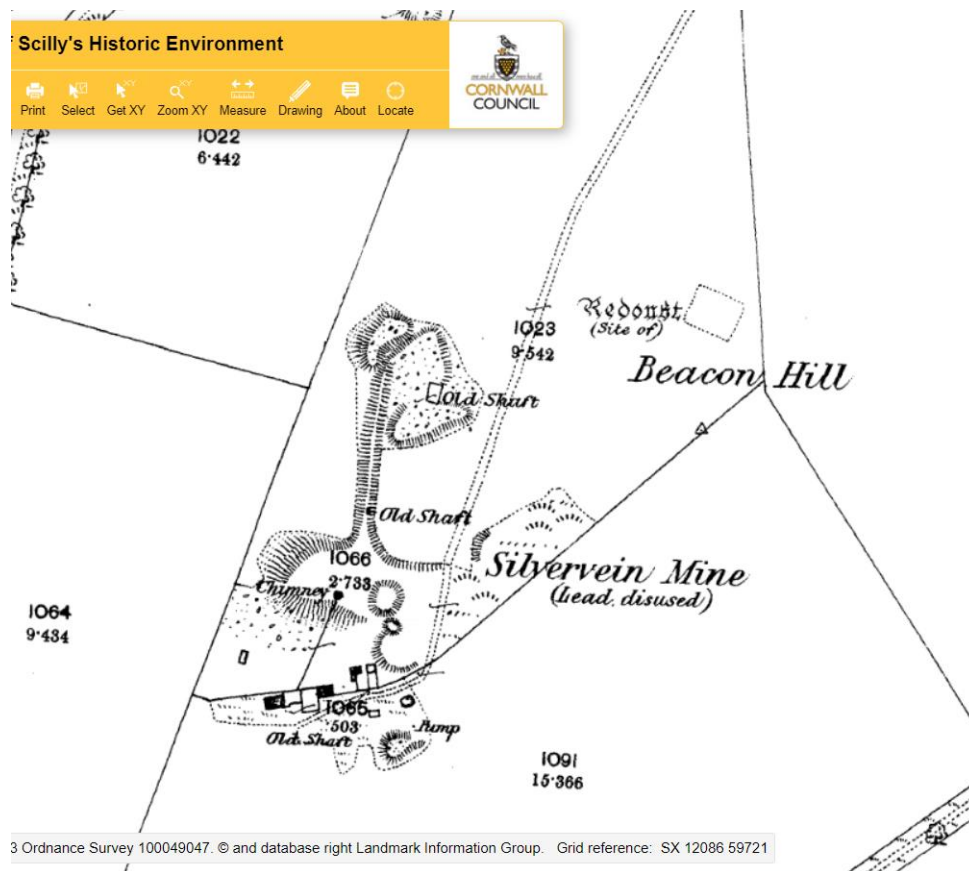 f Scilly's Historic Environment
Print Select Get XY Zoom XY Measure Drawing About Locate
CORNWALL
COUNCIL
1022
6·442
Redoubt
(Site of)
1023
9·542
Beacon Hill
Old Shaft
Old Shaft
1066
2·733
Chimney
Silvervein Mine
(Lead, disused)
1064
9·434
1065
·503
Old Shaft
Pump
1091
15·366
3 Ordnance Survey 100049047. © and database right Landmark Information Group. Grid reference: SX 12086 59721